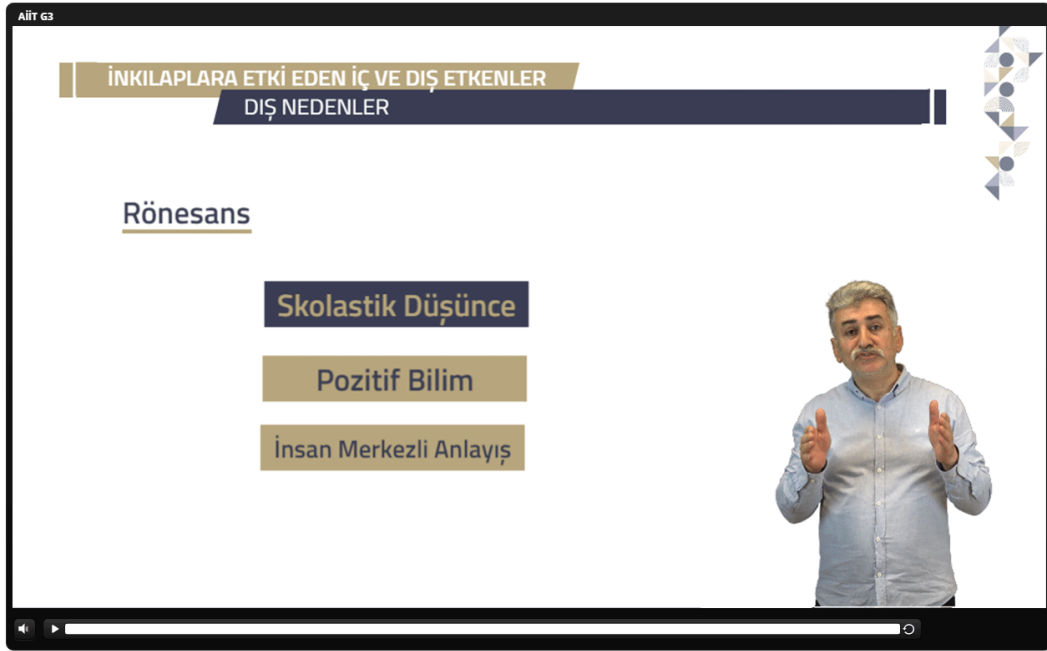 AİİT G3
İNKILAPLARA ETKİ EDEN İÇ VE DIŞ ETKENLER
DIŞ NEDENLER
Rönesans
Skolastik Düşünce
Pozitif Bilim
İnsan Merkezli Anlayış